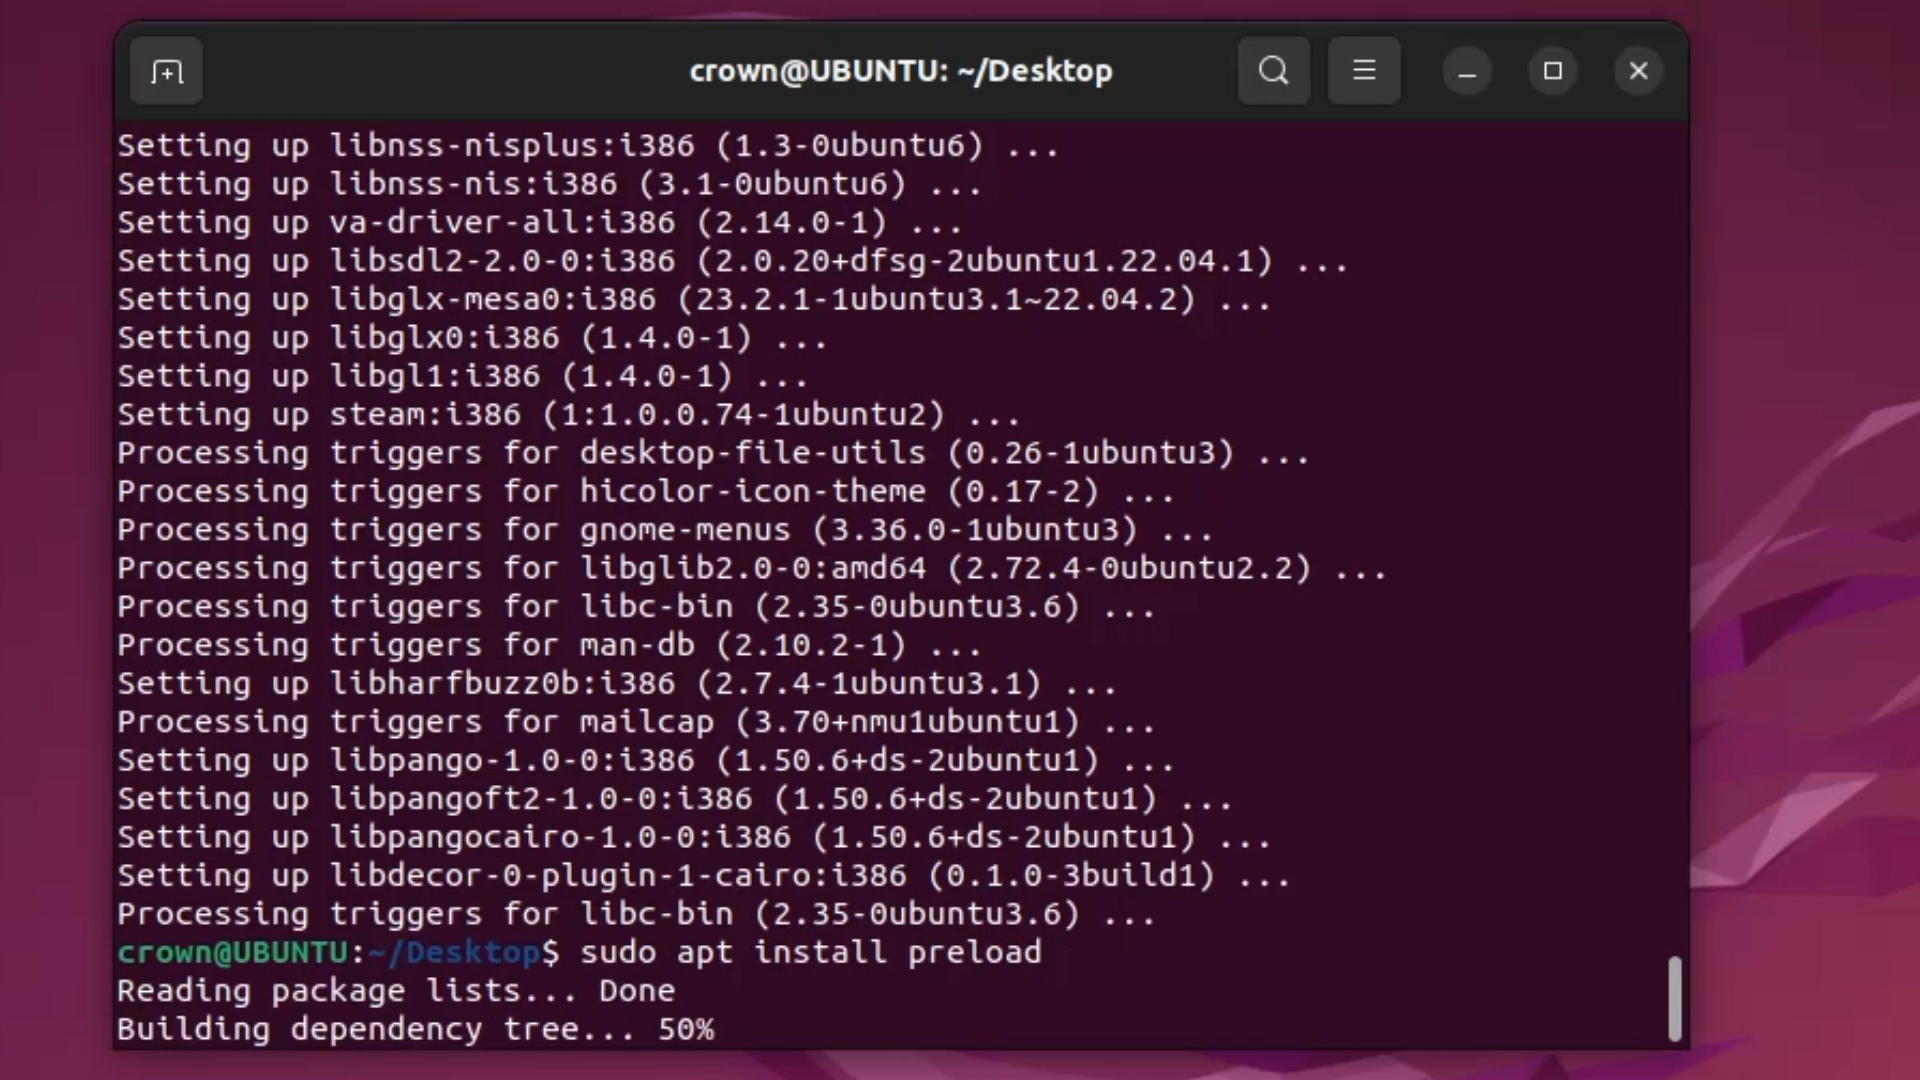 crown@UBUNTU: ~/Desktop
Setting up libnss-nisplus:i386 (1.3-0ubuntu6) ...
Setting up libnss-nis:i386 (3.1-0ubuntu6) ...
Setting up va-driver-all:i386 (2.14.0-1) ...
Setting up libsdl2-2.0-0:i386 (2.0.20+dfsg-2ubuntu1.22.04.1) ...
Setting up libglx-mesa0:i386 (23.2.1-1ubuntu3.1~22.04.2) ...
Setting up libglx0:i386 (1.4.0-1) ...
Setting up libgl1:i386 (1.4.0-1) ...
Setting up steam:i386 (1:1.0.0.74-1ubuntu2) ...
Processing triggers for desktop-file-utils (0.26-1ubuntu3) ...
Processing triggers for hicolor-icon-theme (0.17-2) ...
Processing triggers for gnome-menus (3.36.0-1ubuntu3) ...
Processing triggers for libglib2.0-0:amd64 (2.72.4-0ubuntu2.2) ...
Processing triggers for libc-bin (2.35-0ubuntu3.6) ...
Processing triggers for man-db (2.10.2-1) ...
Setting up libharfbuzz0b:i386 (2.7.4-1ubuntu3.1) ...
Processing triggers for mailcap (3.70+nmu1ubuntu1) ...
Setting up libpango-1.0-0:i386 (1.50.6+ds-2ubuntu1) ...
Setting up libpangoft2-1.0-0:i386 (1.50.6+ds-2ubuntu1) ...
Setting up libpangocairo-1.0-0:i386 (1.50.6+ds-2ubuntu1) ...
Setting up libdecor-0-plugin-1-cairo:i386 (0.1.0-3build1) ...
Processing triggers for libc-bin (2.35-0ubuntu3.6) ...
crown@UBUNTU:~/Desktop$ sudo apt install preload
Reading package lists... Done
Building dependency tree... 50%